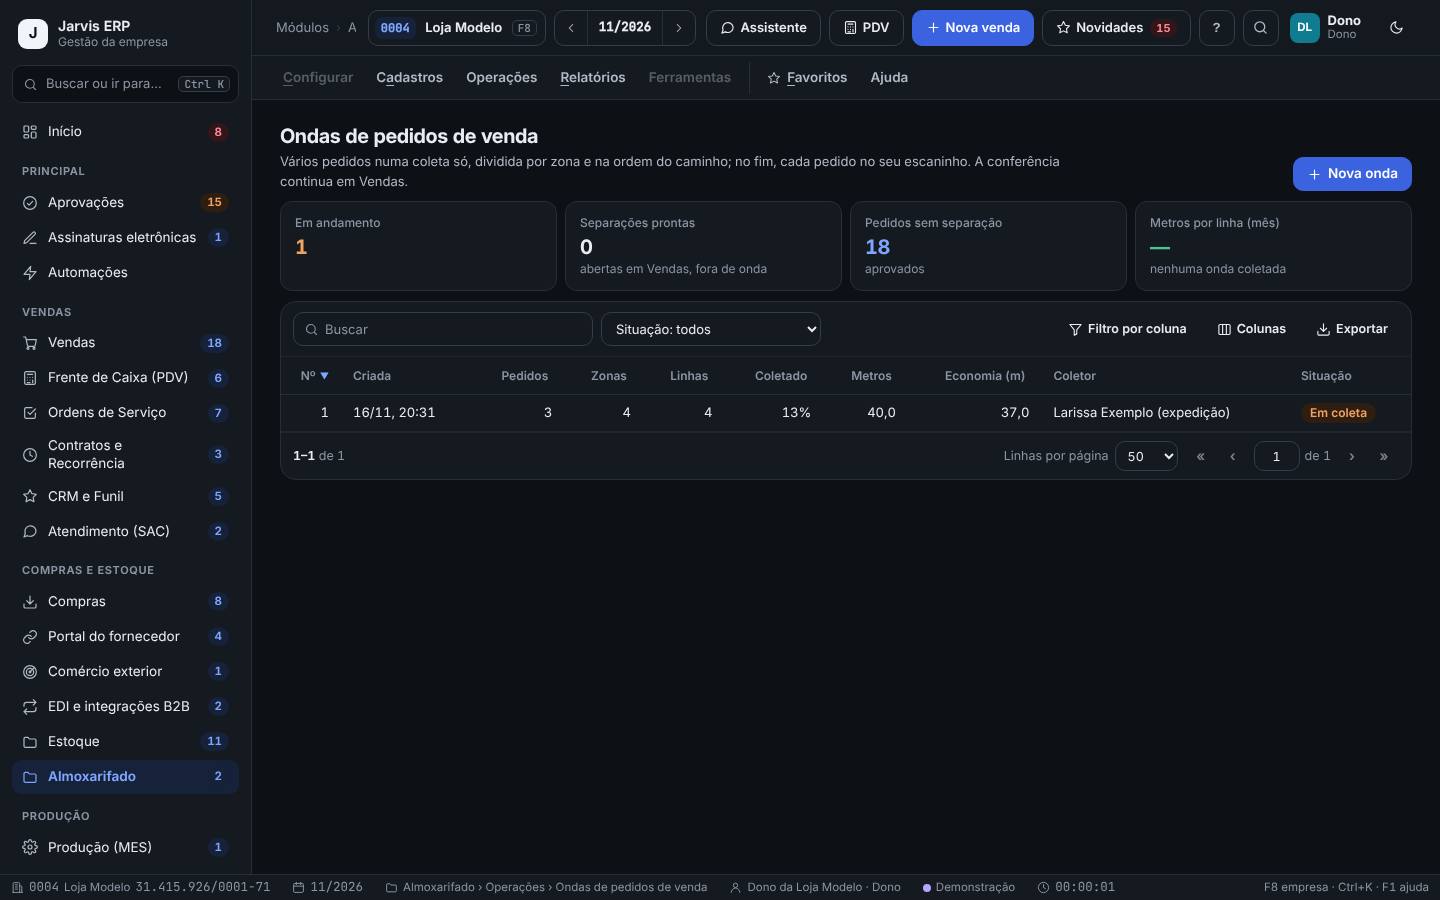 J
Jarvis ERP
Gestão da empresa
Buscar ou ir para... Ctrl K
Início 8
PRINCIPAL
Aprovações 15
Assinaturas eletrônicas 1
Automações
VENDAS
Vendas 18
Frente de Caixa (PDV) 6
Ordens de Serviço 7
Contratos e
Recorrência 3
CRM e Funil 5
Atendimento (SAC) 2
COMPRAS E ESTOQUE
Compras 8
Portal do fornecedor 4
Comércio exterior 1
EDI e integrações B2B 2
Estoque 11
Almoxarifado 2
PRODUÇÃO
Produção (MES) 1
Módulos › A 0004 Loja Modelo F8 ‹ 11/2026 › Assistente PDV + Nova venda Novidades 15 ? DL Dono
Dono
Configurar Cadastros Operações Relatórios Ferramentas Favoritos Ajuda
Ondas de pedidos de venda
Vários pedidos numa coleta só, dividida por zona e na ordem do caminho; no fim, cada pedido no seu escaninho. A conferência
continua em Vendas.
+ Nova onda
Em andamento
1
Separações prontas
0
abertas em Vendas, fora de onda
Pedidos sem separação
18
aprovados
Metros por linha (mês)
—
nenhuma onda coletada
Buscar Situação: todos Filtro por coluna Colunas Exportar
Nº ▼ Criada Pedidos Zonas Linhas Coletado Metros Economia (m) Coletor Situação
1 16/11, 20:31 3 4 4 13% 40,0 37,0 Larissa Exemplo (expedição) Em coleta
1–1 de 1 Linhas por página 50 « ‹ 1 de 1 › »
0004 Loja Modelo 31.415.926/0001-71 11/2026 Almoxarifado › Operações › Ondas de pedidos de venda Dono da Loja Modelo · Dono Demonstração 00:00:01 F8 empresa · Ctrl+K · F1 ajuda